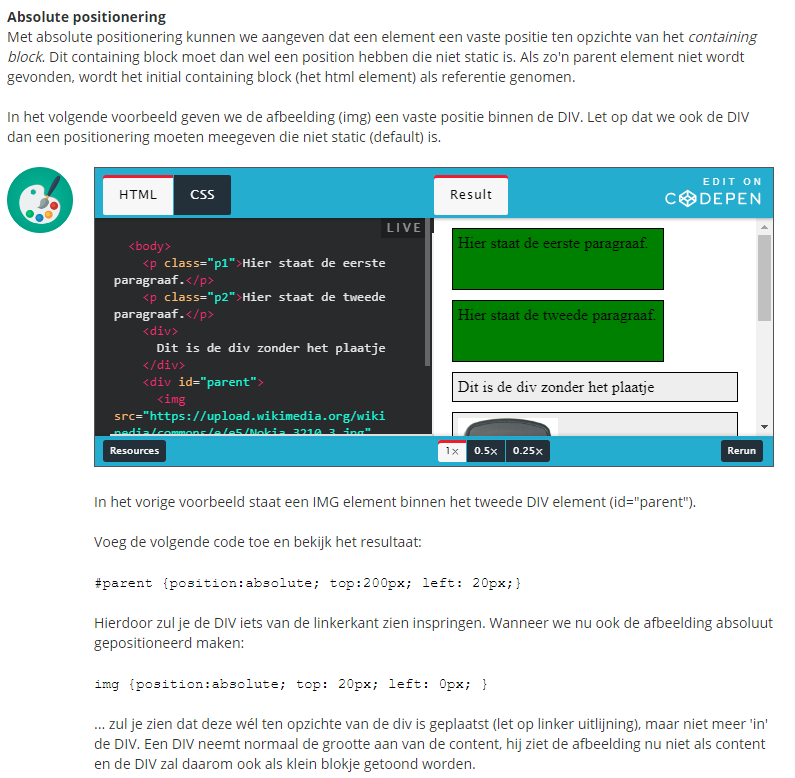 Absolute positionering
Met absolute positionering kunnen we aangeven dat een element een vaste positie ten opzichte van het containing
block. Dit containing block moet dan wel een position hebben die niet static is. Als zo'n parent element niet wordt
gevonden, wordt het initial containing block (het html element) als referentie genomen.
In het volgende voorbeeld geven we de afbeelding (img) een vaste positie binnen de DIV. Let op dat we ook de DIV
dan een positionering moeten meegeven die niet static (default) is.
HTML CSS Result EDIT ON
CODEPEN
LIVE
<body>
<p class="p1">Hier staat de eerste
paragraaf.</p>
<p class="p2">Hier staat de tweede
paragraaf.</p>
<div>
Dit is de div zonder het plaatje
</div>
<div id="parent">
<img
src="https://upload.wikimedia.org/wiki
pedia/commons/e/e5/Nokia_3210_3.jpg"
Hier staat de eerste paragraaf.
Hier staat de tweede paragraaf.
Dit is de div zonder het plaatje
Resources 1x 0.5x 0.25x Rerun
In het vorige voorbeeld staat een IMG element binnen het tweede DIV element (id="parent").
Voeg de volgende code toe en bekijk het resultaat:
#parent {position:absolute; top:200px; left: 20px;}
Hierdoor zul je de DIV iets van de linkerkant zien inspringen. Wanneer we nu ook de afbeelding absoluut
gepositioneerd maken:
img {position:absolute; top: 20px; left: 0px; }
... zul je zien dat deze wél ten opzichte van de div is geplaatst (let op linker uitlijning), maar niet meer 'in'
de DIV. Een DIV neemt normaal de grootte aan van de content, hij ziet de afbeelding nu niet als content
en de DIV zal daarom ook als klein blokje getoond worden.